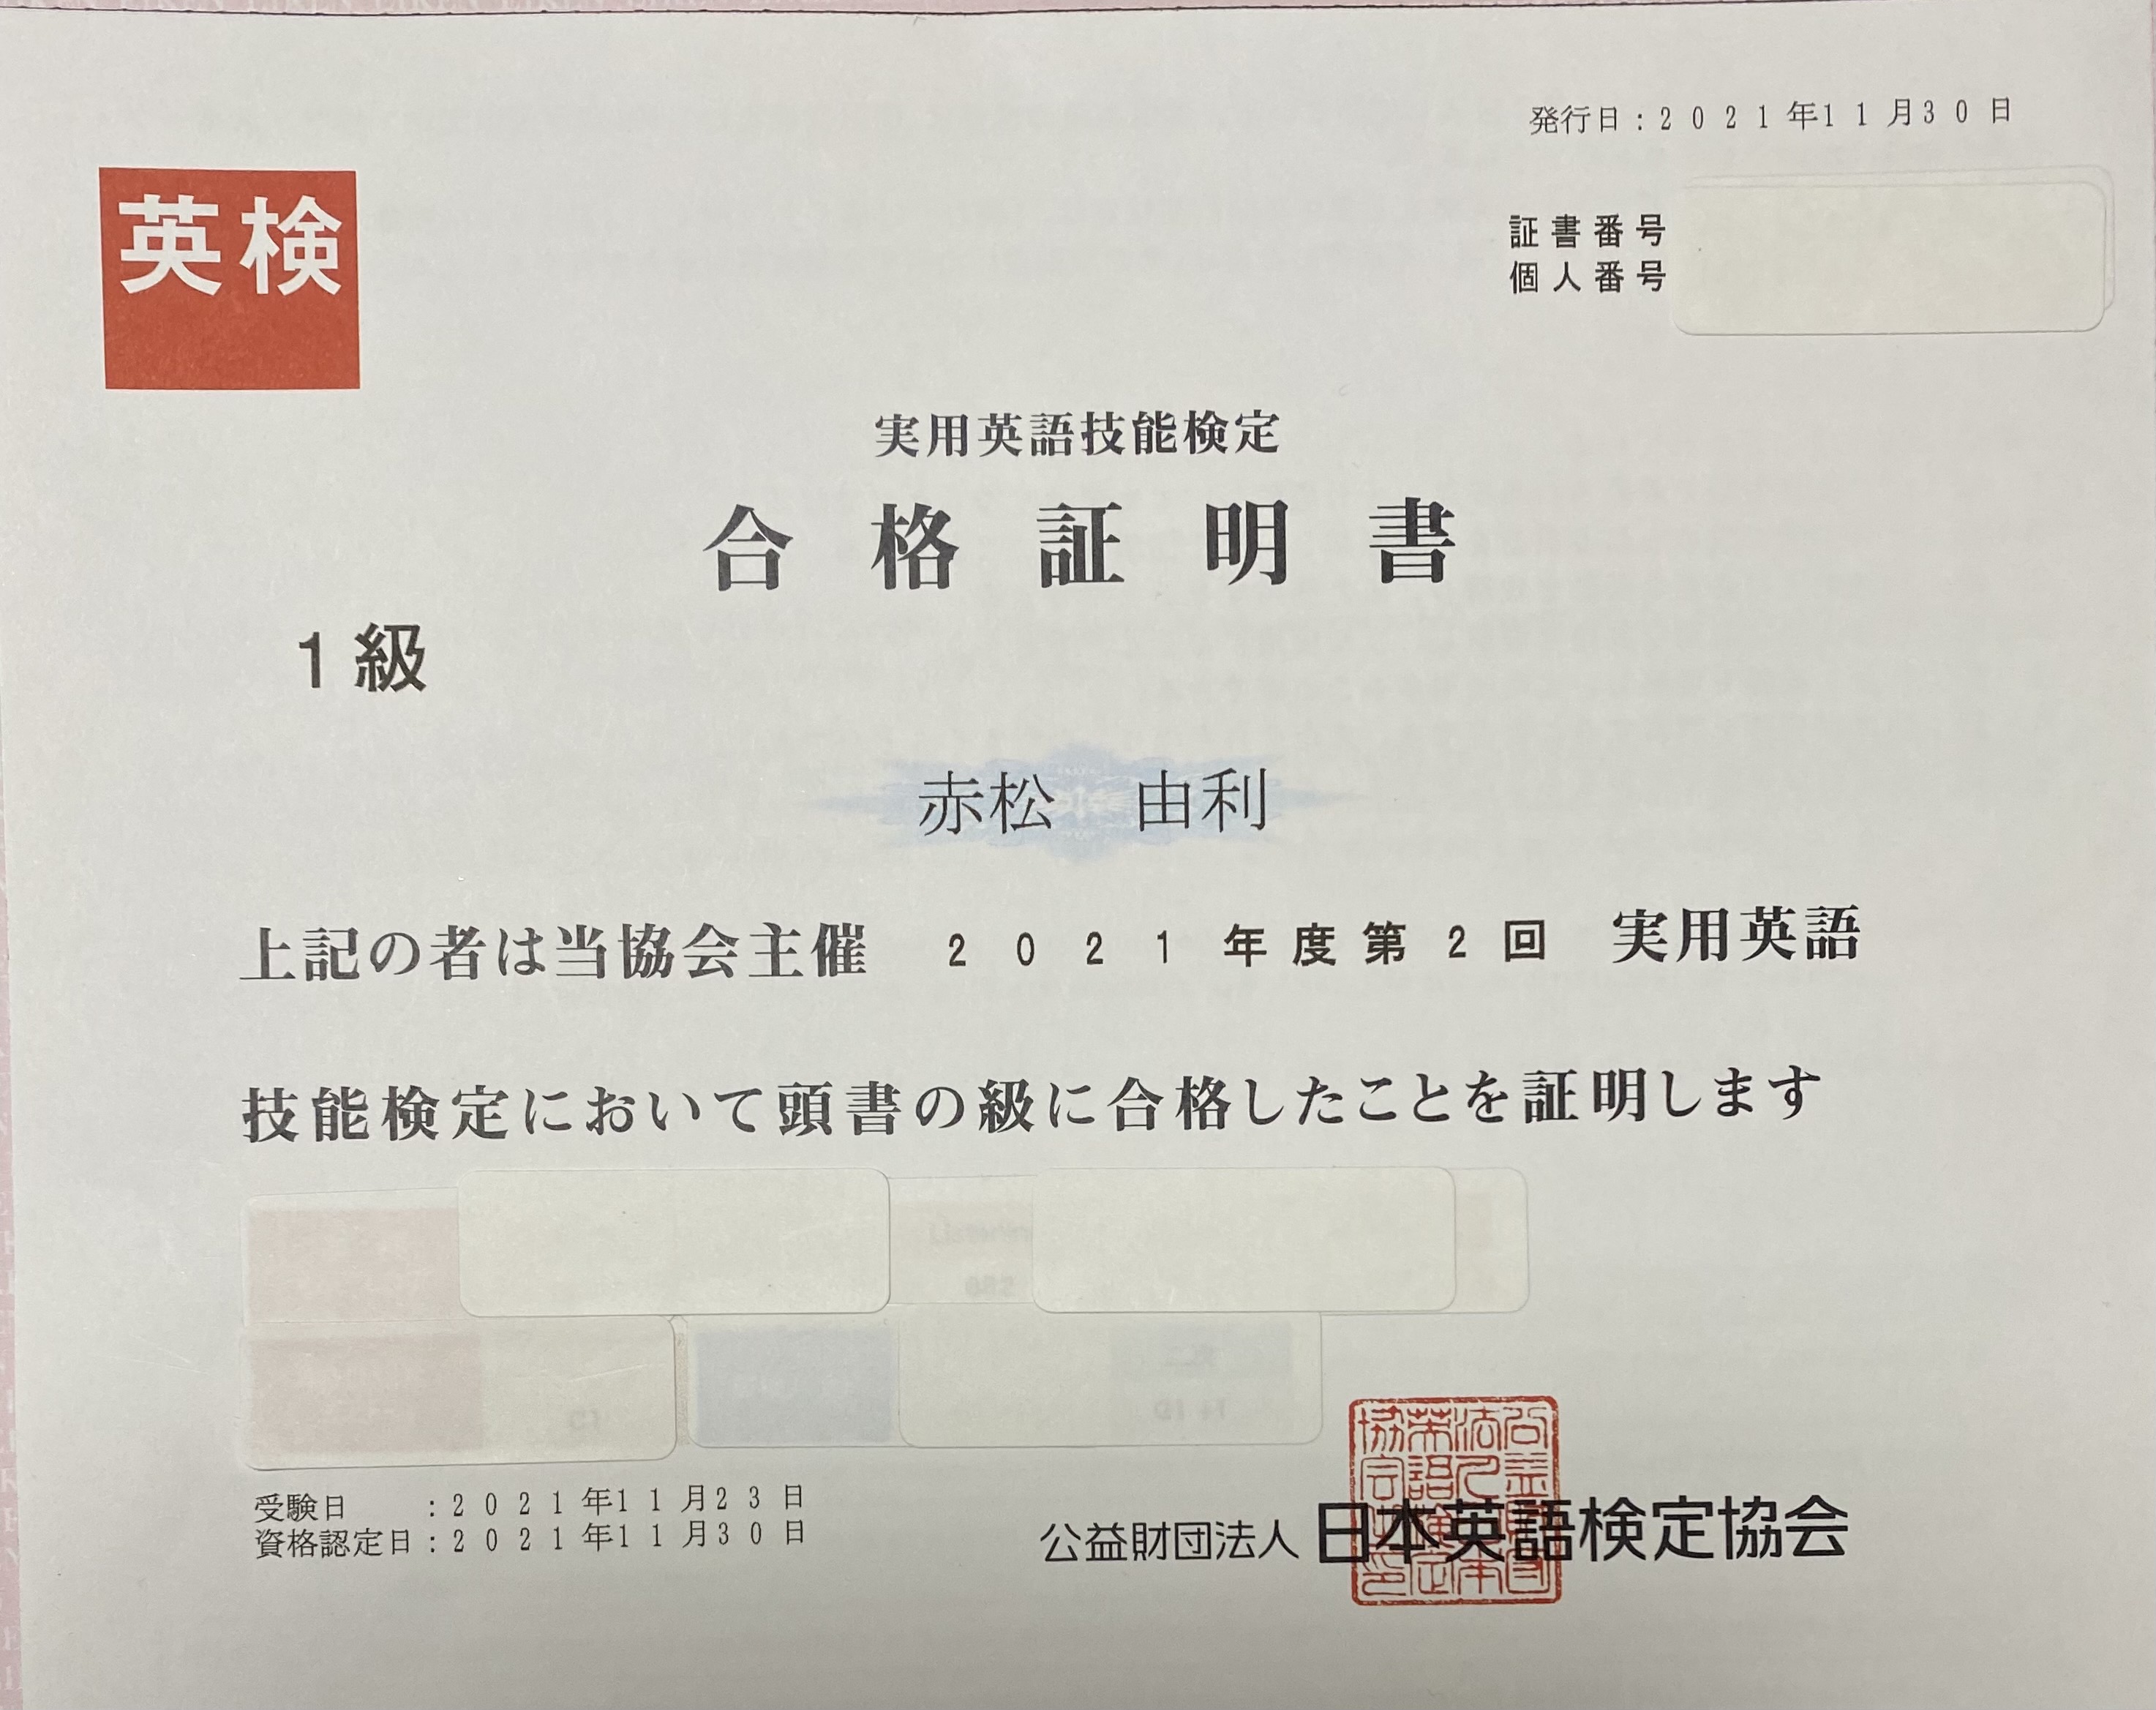 発行日：２０２１年１１月３０日
英検
証書番号
個人番号
実用英語技能検定
合格証明書
１級
赤松　由利
上記の者は当協会主催　２０２１年度第２回　実用英語
技能検定において頭書の級に合格したことを証明します
受験日　　：２０２１年１１月２３日
資格認定日：２０２１年１１月３０日
公益財団法人 日本英語検定協会